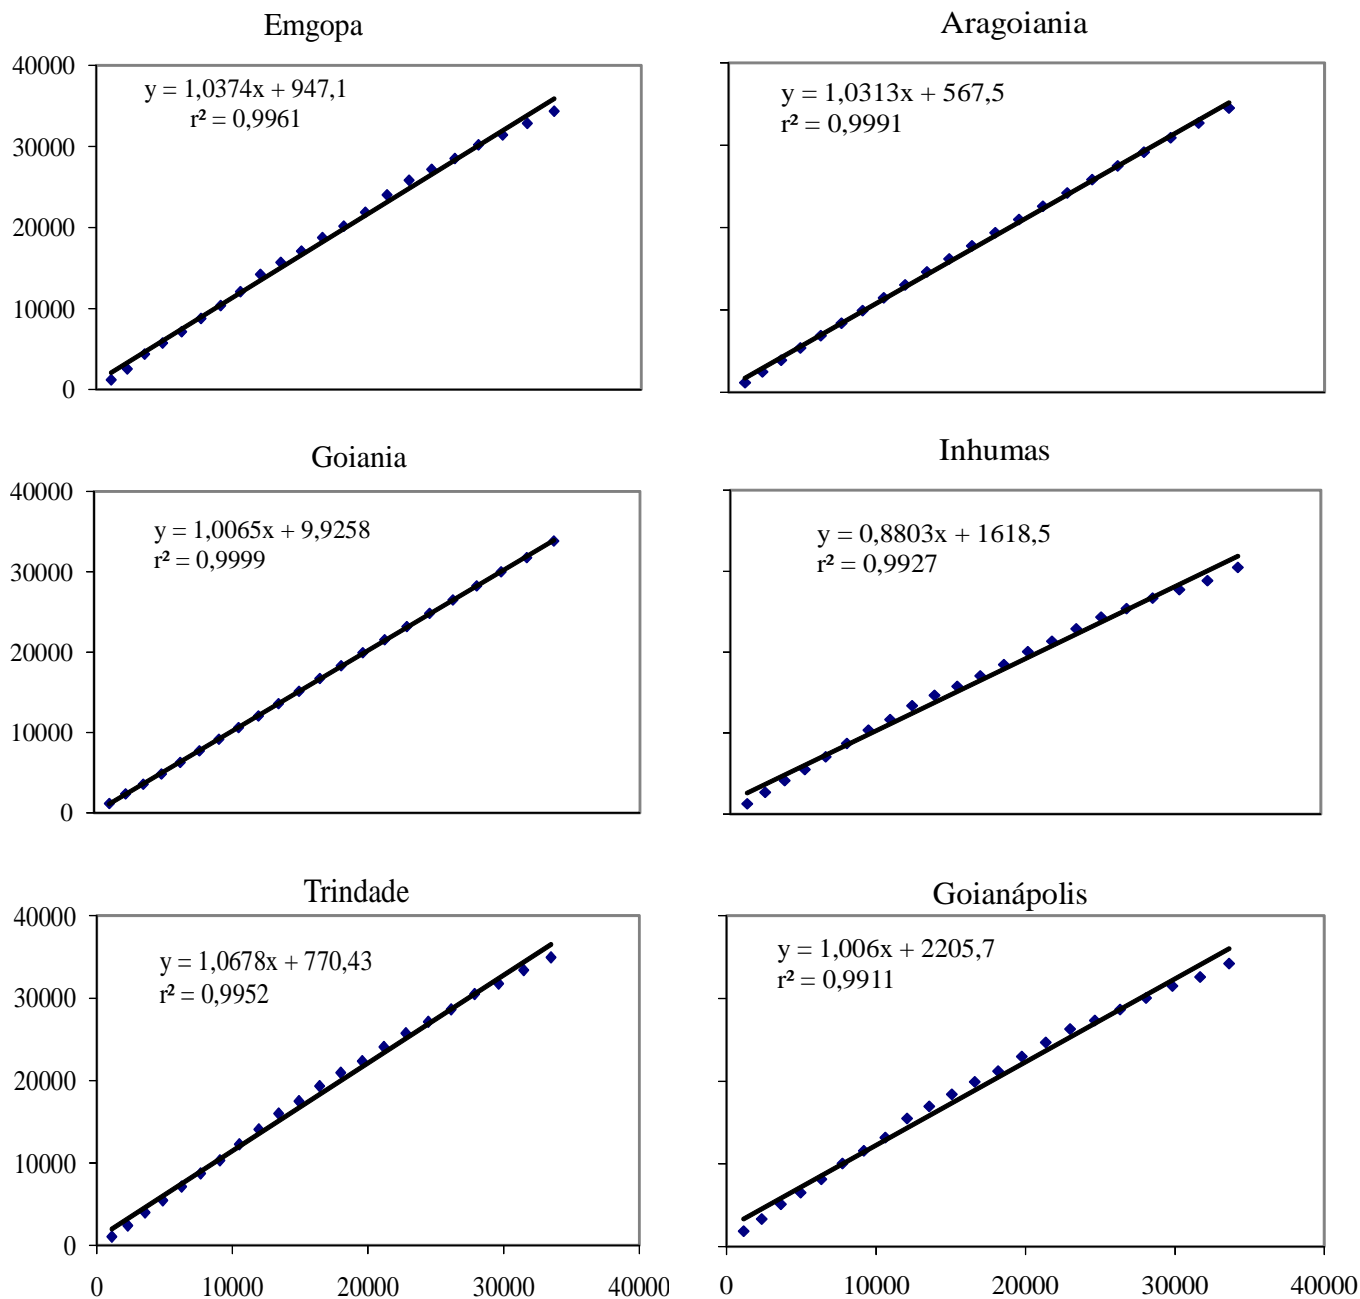 Emgopa
y = 1,0374x + 947,1
r² = 0,9961
40000
30000
20000
10000
0
Aragoiania
y = 1,0313x + 567,5
r² = 0,9991
Goiania
y = 1,0065x + 9,9258
r² = 0,9999
40000
30000
20000
10000
0
Inhumas
y = 0,8803x + 1618,5
r² = 0,9927
Trindade
y = 1,0678x + 770,43
r² = 0,9952
40000
30000
20000
10000
0
0 10000 20000 30000 40000
Goianápolis
y = 1,006x + 2205,7
r² = 0,9911
0 10000 20000 30000 40000